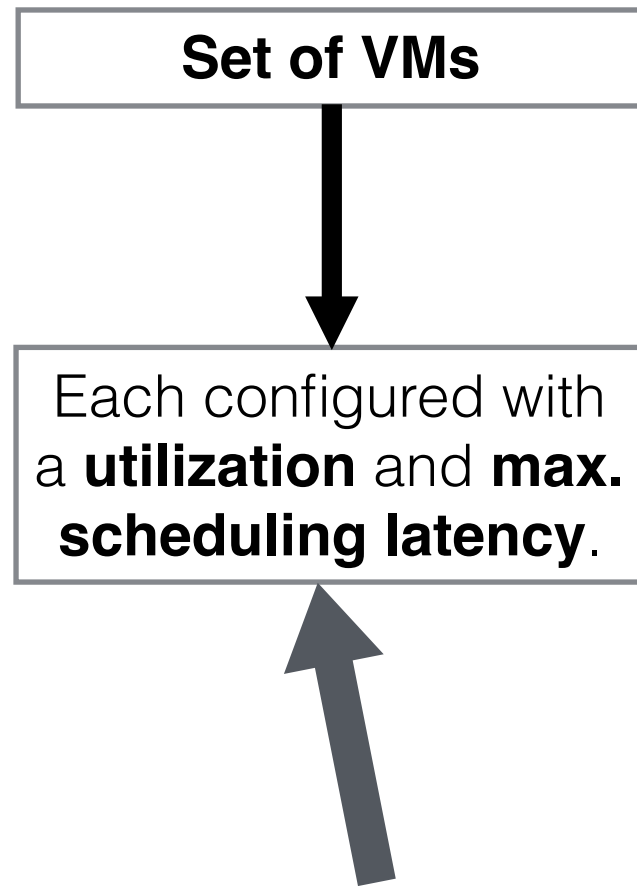 Set of VMs
Each configured with
a utilization and max.
scheduling latency.